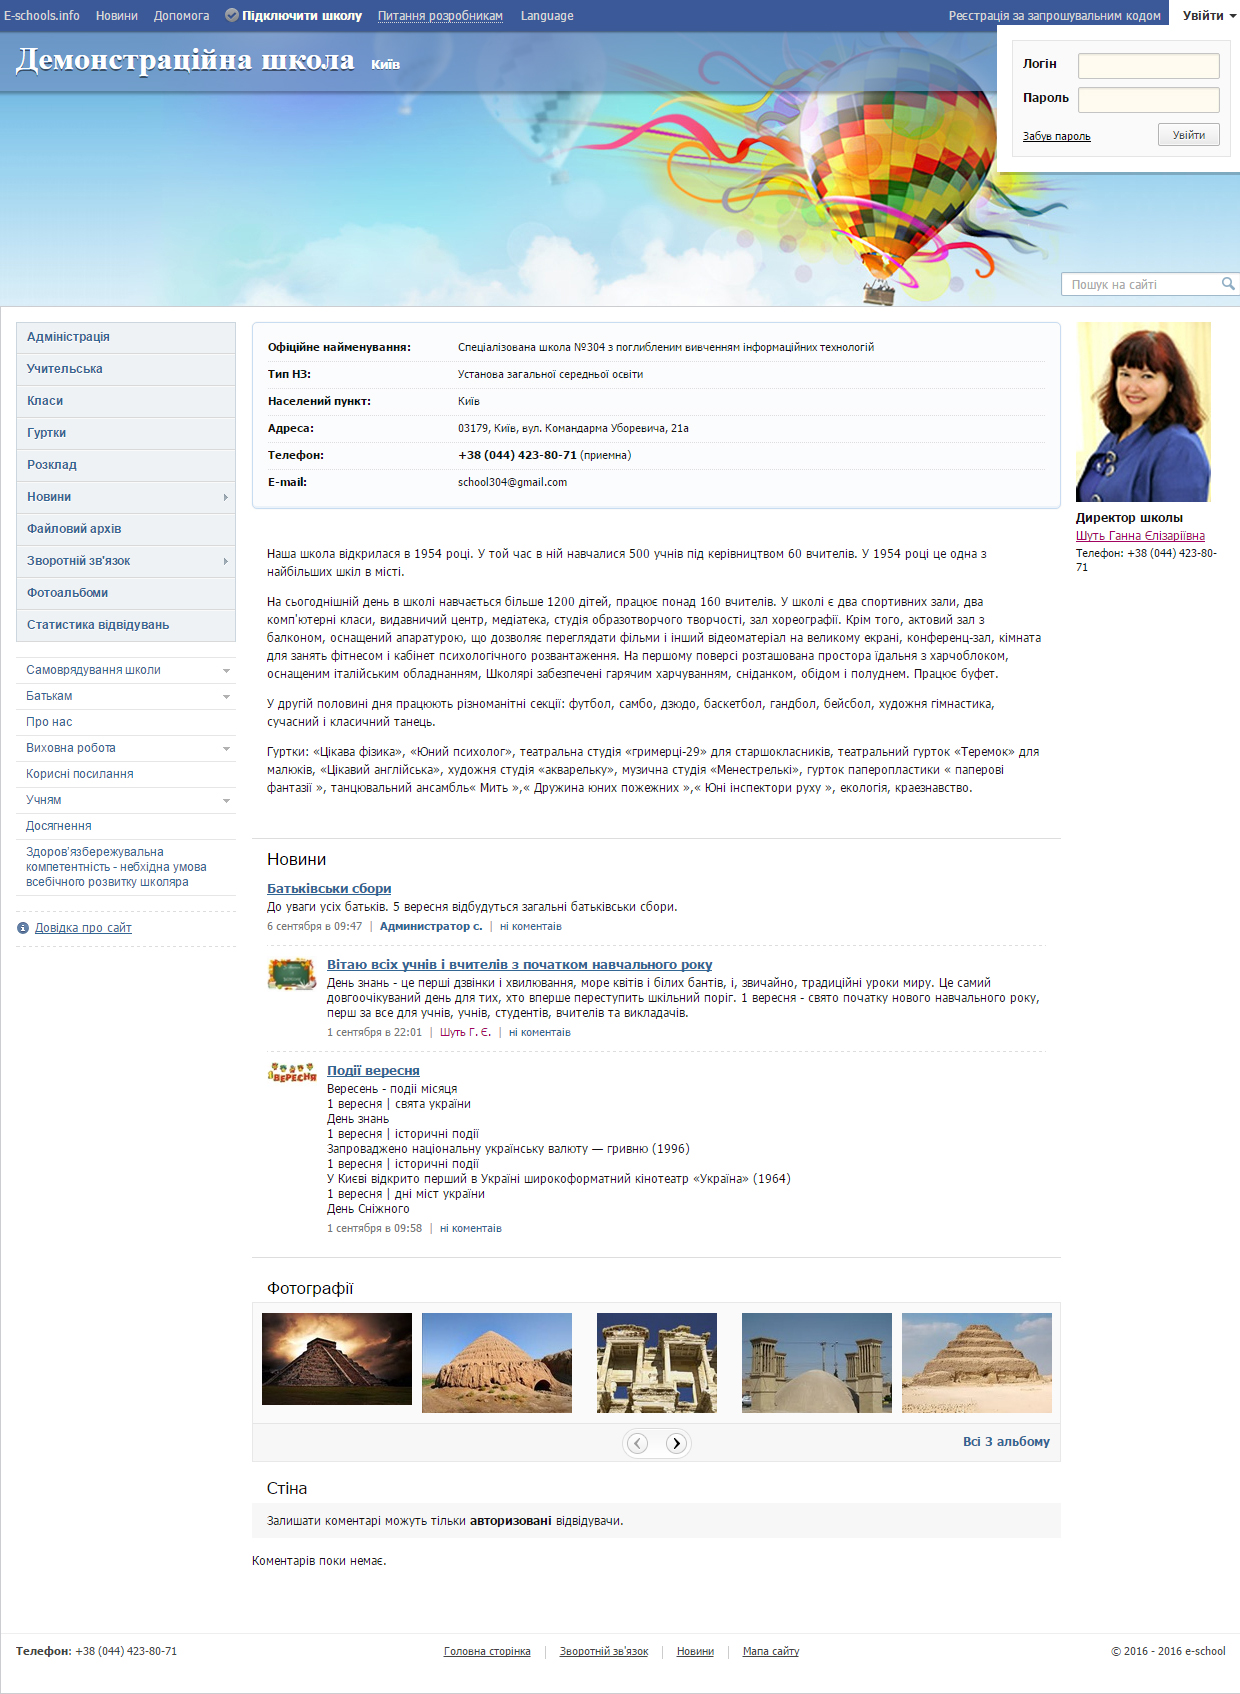 E-schools.info Новини Допомога Підключити школу Питання розробникам Language Реєстрація за запрошувальним кодом Увійти
Демонстраційна школа Київ
Логін
Пароль
Забув пароль Увійти
Пошук на сайті
Адміністрація
Учительська
Класи
Гуртки
Розклад
Новини
Файловий архів
Зворотній зв'язок
Фотоальбоми
Статистика відвідувань
Самоврядування школи
Батькам
Про нас
Виховна робота
Корисні посилання
Учням
Досягнення
Здоров'язбережувальна
компетентність - небхідна умова
всебічного розвитку школяра
Довідка про сайт
Офіційне найменування: Спеціалізована школа №304 з поглибленим вивченням інформаційних технологій
Тип НЗ: Установа загальної середньої освіти
Населений пункт: Київ
Адреса: 03179, Київ, вул. Командарма Уборевича, 21а
Телефон: +38 (044) 423-80-71 (приемна)
E-mail: school304@gmail.com
Директор школы
Шуть Ганна Єлізаріївна
Телефон: +38 (044) 423-80-
71
Наша школа відкрилася в 1954 році. У той час в ній навчалися 500 учнів під керівництвом 60 вчителів. У 1954 році це одна з
найбільших шкіл в місті.
На сьогоднішній день в школі навчається більше 1200 дітей, працює понад 160 вчителів. У школі є два спортивних зали, два
комп'ютерні класи, видавничий центр, медіатека, студія образотворчого творчості, зал хореографії. Крім того, актовий зал з
балконом, оснащений апаратурою, що дозволяє переглядати фільми і інший відеоматеріал на великому екрані, конференц-зал, кімната
для занять фітнесом і кабінет психологічного розвантаження. На першому поверсі розташована простора їдальня з харчоблоком,
оснащеним італійським обладнанням, Школярі забезпечені гарячим харчуванням, сніданком, обідом і полуднем. Працює буфет.
У другій половині дня працюють різноманітні секції: футбол, самбо, дзюдо, баскетбол, гандбол, бейсбол, художня гімнастика,
сучасний і класичний танець.
Гуртки: «Цікава фізика», «Юний психолог», театральна студія «гримерці-29» для старшокласників, театральний гурток «Теремок» для
малюків, «Цікавий англійська», художня студія «акварельку», музична студія «Менестрелькі», гурток паперопластики « паперові
фантазії », танцювальний ансамбль« Мить »,« Дружина юних пожежних »,« Юні інспектори руху », екологія, краезнавство.
Новини
Батьківськи сбори
До уваги усіх батьків. 5 вересня відбудуться загальні батьківськи сбори.
6 сентября в 09:47 | Администратор с. | ні коментаів
Вітаю всіх учнів і вчителів з початком навчального року
День знань - це перші дзвінки і хвилювання, море квітів і білих бантів, і, звичайно, традиційні уроки миру. Це самий
довгоочікуваний день для тих, хто вперше переступить шкільний поріг. 1 вересня - свято початку нового навчального року,
перш за все для учнів, учнів, студентів, вчителів та викладачів.
1 сентября в 22:01 | Шуть Г. Є. | ні коментаів
ВЕРЕСНЯ
Події вересня
Вересень - подіі місяця
1 вересня | свята україни
День знань
1 вересня | історичні події
Запроваджено національну українську валюту — гривню (1996)
1 вересня | історичні події
У Києві відкрито перший в Україні широкоформатний кінотеатр «Україна» (1964)
1 вересня | дні міст україни
День Сніжного
1 сентября в 09:58 | ні коментаів
Фотографії
Всі 3 альбому
Стіна
Залишати коментарі можуть тільки авторизовані відвідувачи.
Коментарів поки немає.
Телефон: +38 (044) 423-80-71 Головна сторінка Зворотній зв'язок Новини Мапа сайту © 2016 - 2016 e-school